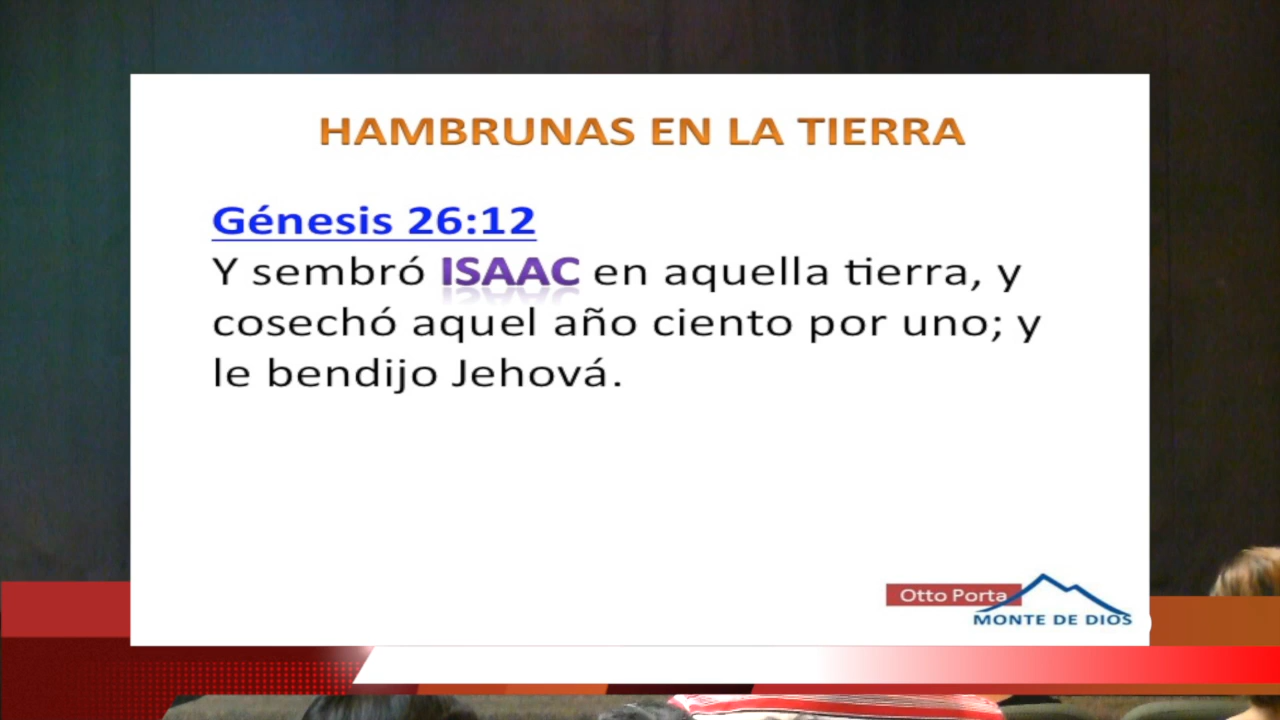 HAMBRUNAS EN LA TIERRA
Génesis 26:12
Y sembró ISAAC en aquella tierra, y
cosechó aquel año ciento por uno; y
le bendijo Jehová.
Otto Porta
MONTE DE DIOS